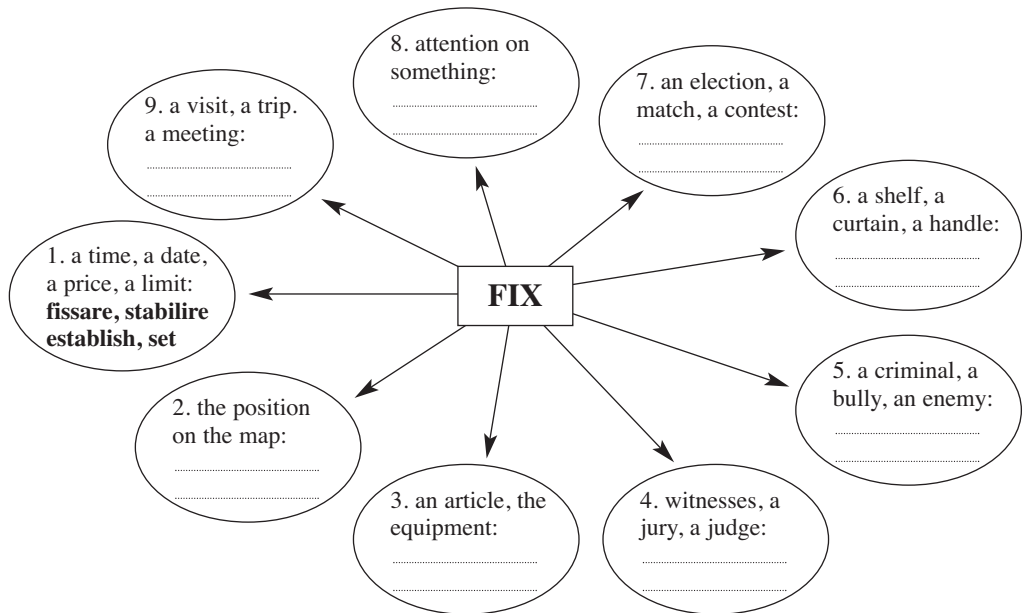 8. attention on
something:
7. an election, a
match, a contest:
9. a visit, a trip.
a meeting:
6. a shelf, a
curtain, a handle:
1. a time, a date,
a price, a limit:
fissare, stabilire
establish, set
FIX
5. a criminal, a
bully, an enemy:
2. the position
on the map:
3. an article, the
equipment:
4. witnesses, a
jury, a judge: